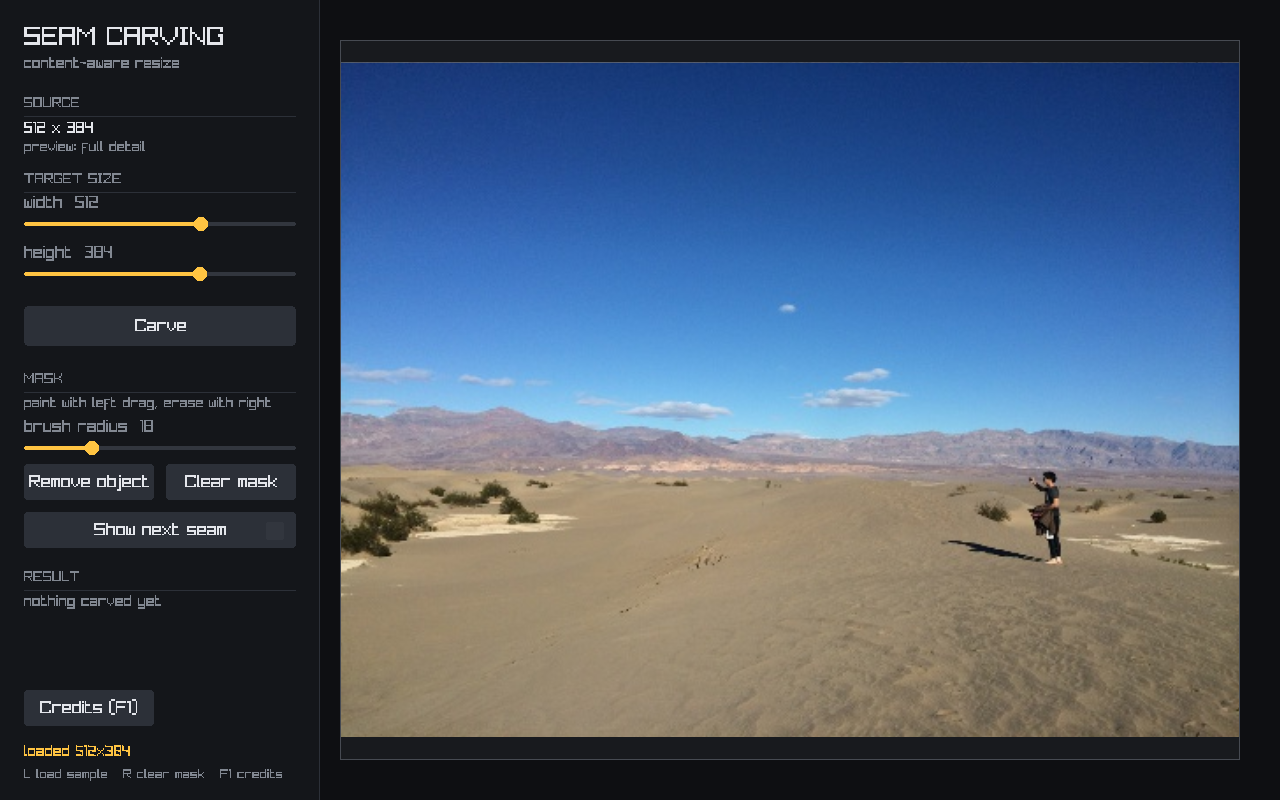 SEAM CARVING
content-aware resize
SOURCE
512 x 384
preview: full detail
TARGET SIZE
width 512
height 384
Carve
MASK
paint with left drag, erase with right
brush radius 18
Remove object Clear mask
Show next seam
RESULT
nothing carved yet
Credits (F1)
loaded 512x384
L load sample R clear mask F1 credits